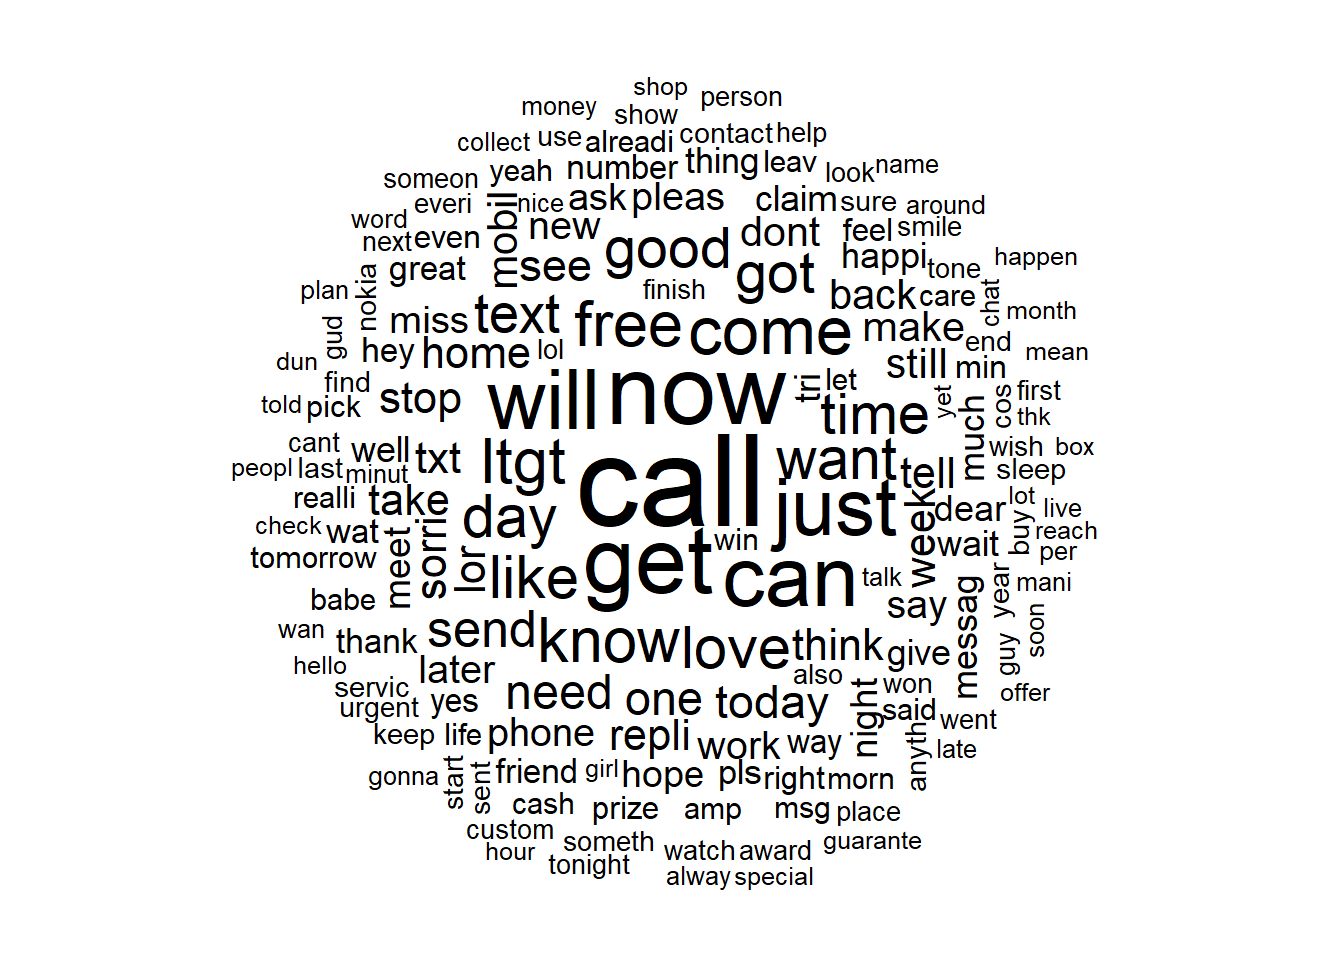 shop
money
person
show
collect use alreadi contact help
yeah number thing leav look name
someon
everi mobil nice ask pleas claim sure around
word
next even new dont feel smile
great see good got happi tone happen
plan nokia finish back care chat month
gud miss text free come make
dun hey home lol still min end mean
find tri let
told pick stop will now time yet much cos first
thk
cant well txt ltgt call want tell wish box
peopl last minut sleep
realli take day just week dear lot buy live
check wat meet sorri win wait reach
tomorrow lor like get can talk per
babe say messag year mani
wan thank send know love think give guy soon
hello later also
servic won offer
urgent yes need one today night said went
keep life phone repli work way late
gonna start sent friend girl hope pls right morn anyth
cash prize amp msg place
custom someth guarante
hour tonight watch award
alway special